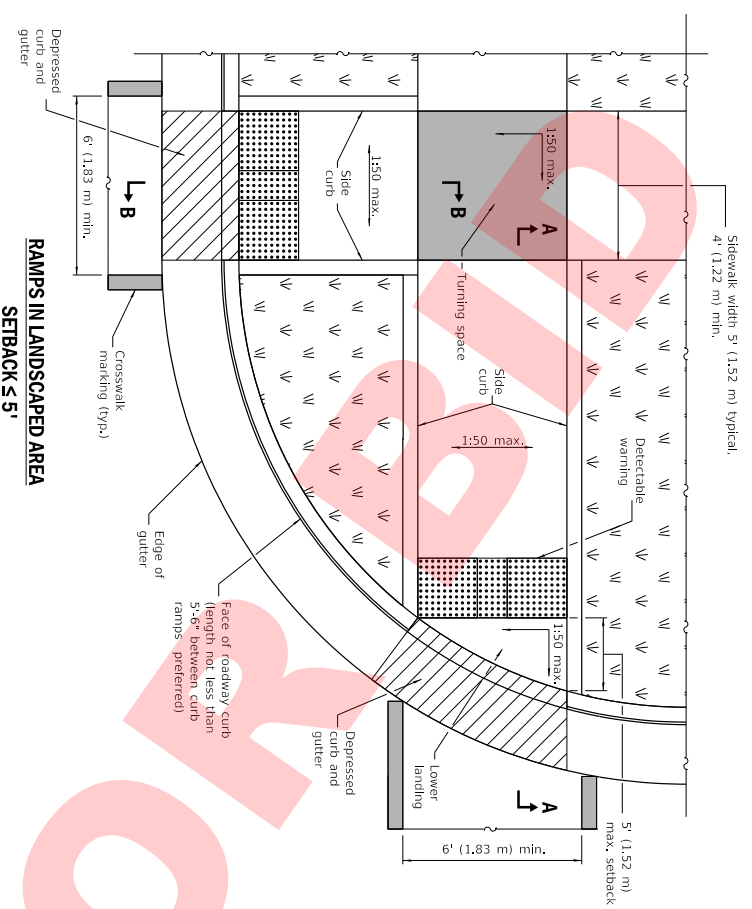 Sidewalk width 5' (1.52 m) typical,
4' (1.22 m) min.
Depressed
curb and
gutter
6' (1.83 m) min.
B
Side
curb
1:50 max.
1:50 max.
B
A
Turning space
Crosswalk
marking (typ.)
Side
curb
1:50 max.
Detectable
warning
1:50 max.
5' (1.52 m)
max. setback
Edge of
gutter
Face of roadway curb
(length not less than
5'-6" between curb
ramps preferred)
Depressed
curb and
gutter
Lower
landing
A
6' (1.83 m) min.
RAMPS IN LANDSCAPED AREA
SETBACK ≤ 5'
OR BID